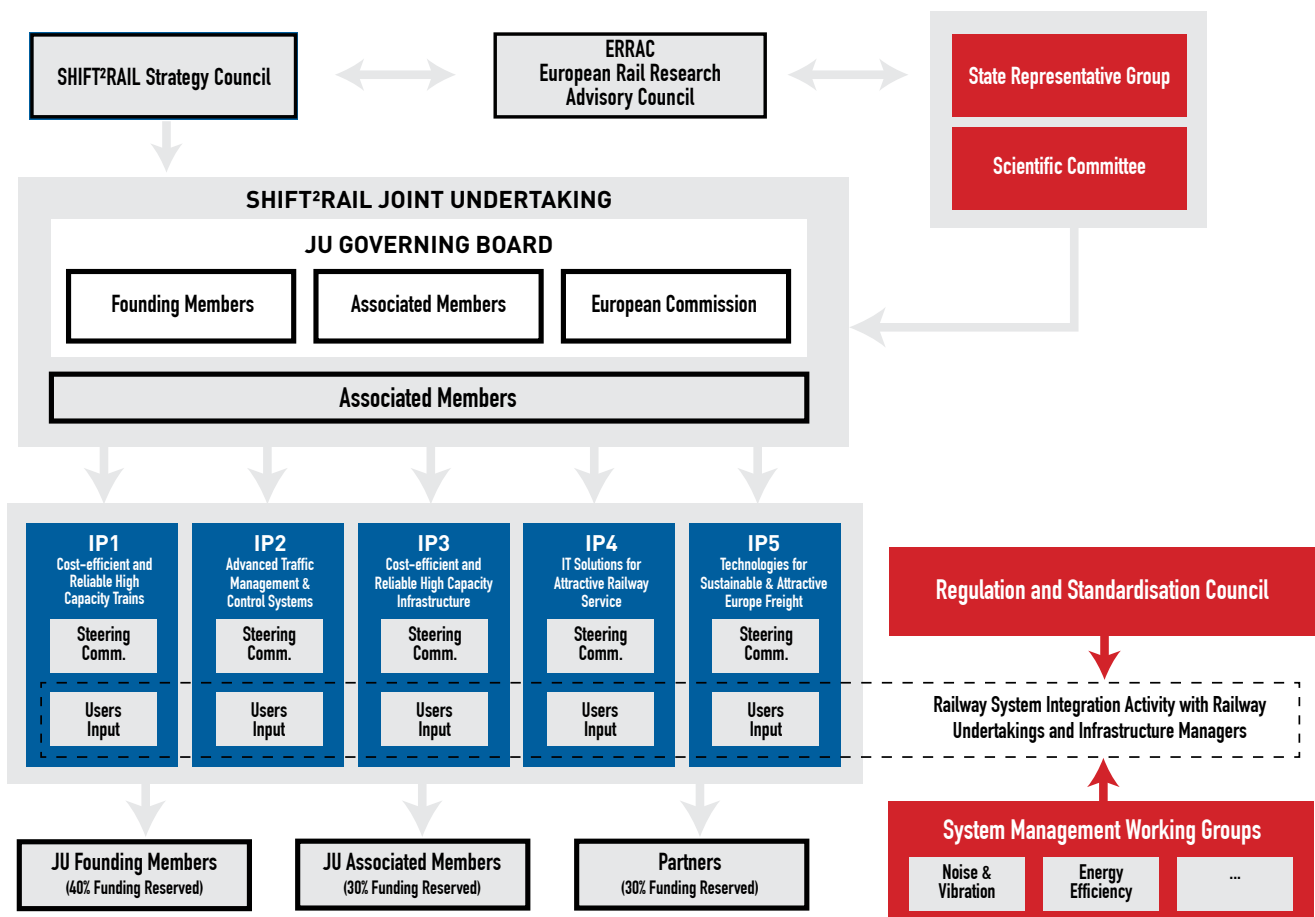 SHIFT²RAIL Strategy Council
ERRAC
European Rail Research
Advisory Council
State Representative Group
Scientific Committee
SHIFT²RAIL JOINT UNDERTAKING
JU GOVERNING BOARD
Founding Members
Associated Members
European Commission
Associated Members
IP1
Cost-efficient and
Reliable High
Capacity Trains
Steering
Comm.
Users
Input
IP2
Advanced Traffic
Management &
Control Systems
Steering
Comm.
Users
Input
IP3
Cost-efficient and
Reliable High Capacity
Infrastructure
Steering
Comm.
Users
Input
IP4
IT Solutions for
Attractive Railway
Service
Steering
Comm.
Users
Input
IP5
Technologies for
Sustainable & Attractive
Europe Freight
Steering
Comm.
Users
Input
Regulation and Standardisation Council
Railway System Integration Activity with Railway
Undertakings and Infrastructure Managers
System Management Working Groups
Noise &
Vibration
Energy
Efficiency
...
JU Founding Members
(40% Funding Reserved)
JU Associated Members
(30% Funding Reserved)
Partners
(30% Funding Reserved)